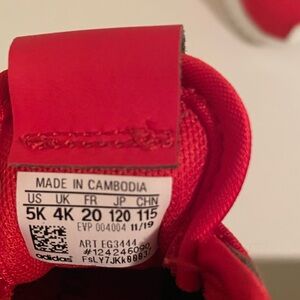 MADE IN CAMBODIA
US UK FR JP CHN
5K 4K 20 120 115
EVP 004004 11/19
ART EG3444
#124246090
adidas